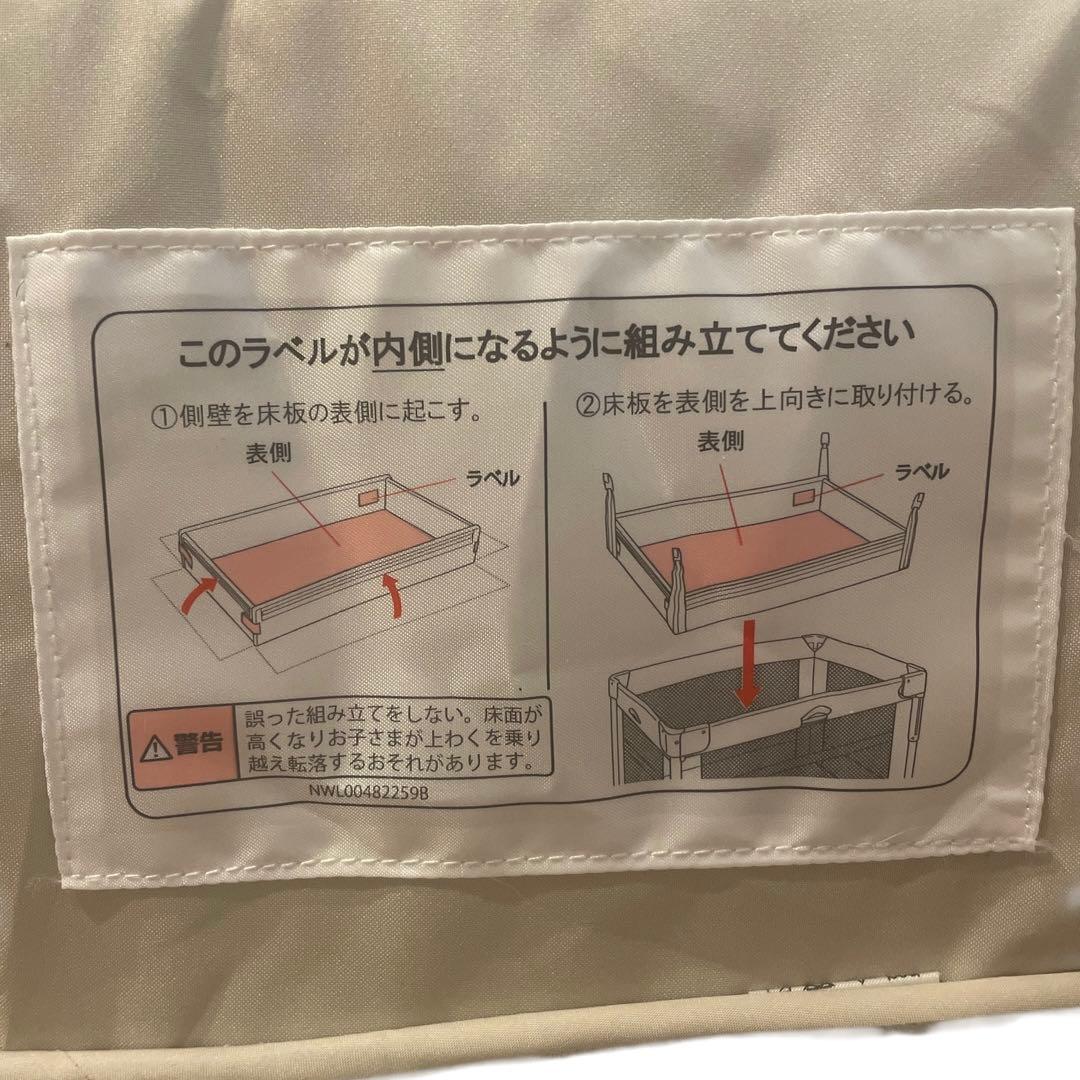 このラベルが内側になるように組み立ててください
①側壁を床板の表側に起こす。
表側
ラベル
②床板を表側を上向きに取り付ける。
表側
ラベル
警告
誤った組み立てをしない。床面が
高くなりお子さまが上わくを乗り
越え転落するおそれがあります。
NWL00482259B